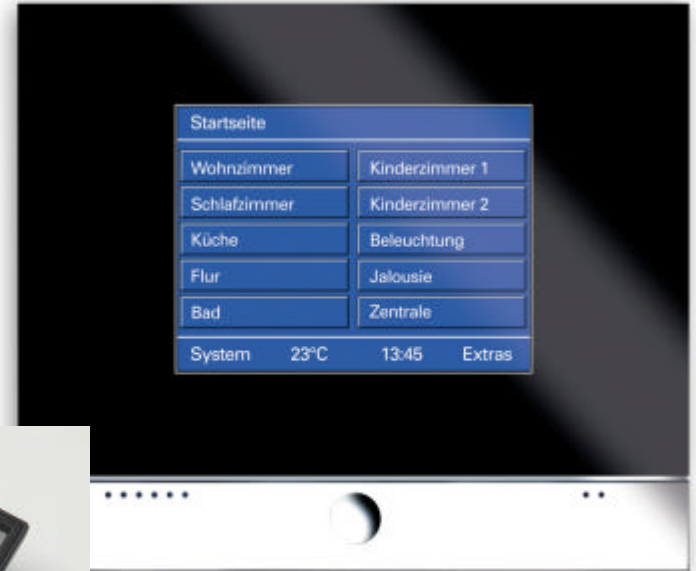 Startseite
Wohnzimmer
Kinderzimmer 1
Schlafzimmer
Kinderzimmer 2
Küche
Beleuchtung
Flur
Jalousie
Bad
Zentrale
System 23°C 13:45 Extras